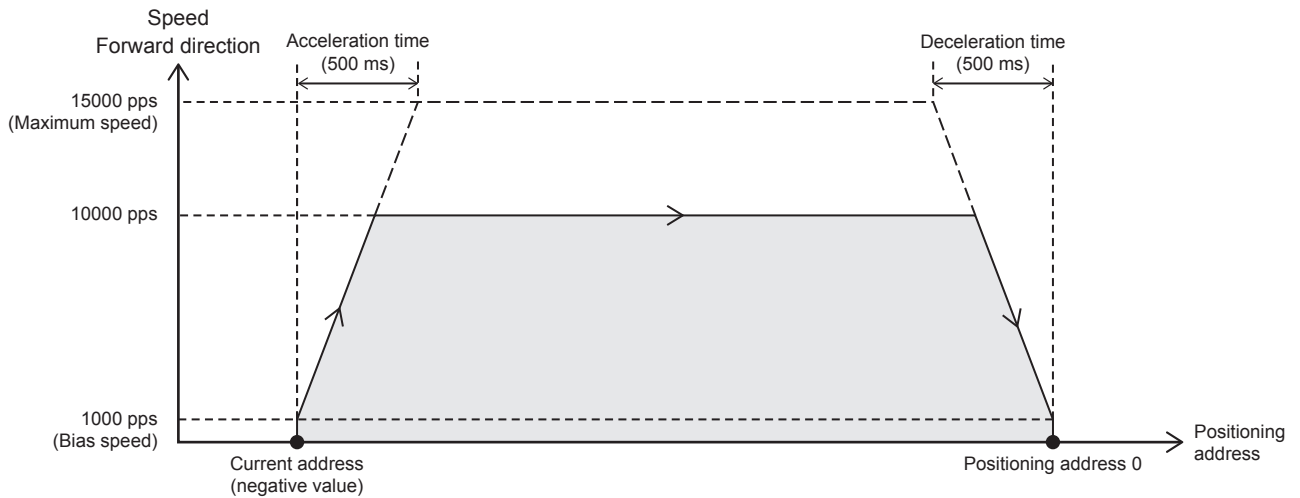 Speed
Forward direction
Acceleration time
(500 ms)
Deceleration time
(500 ms)
15000 pps
(Maximum speed)
10000 pps
1000 pps
(Bias speed)
Current address
(negative value)
Positioning address 0
Positioning
address